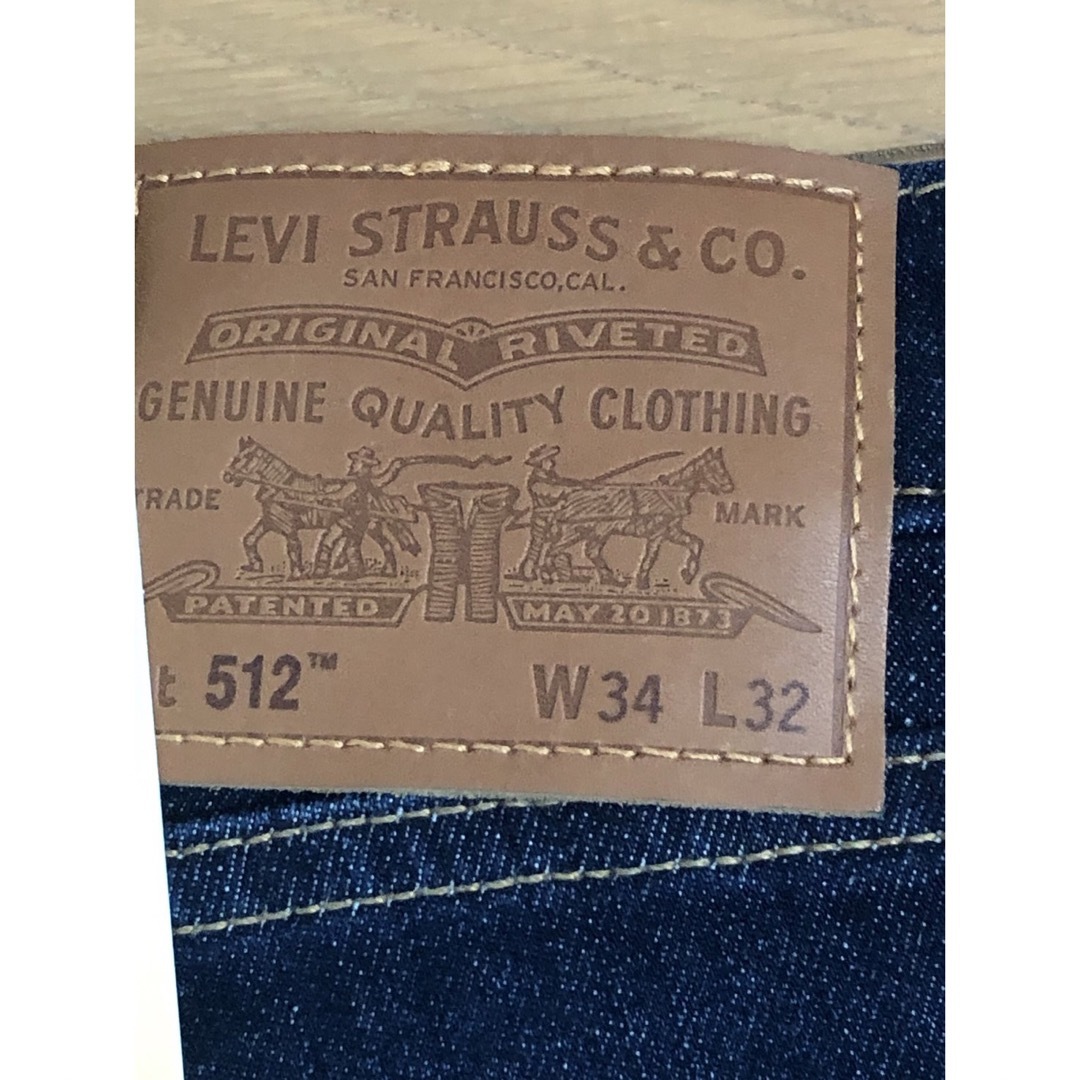 LEVI STRAUSS & CO.
SAN FRANCISCO, CAL.
ORIGINAL RIVETED
GENUINE QUALITY CLOTHING
TRADE MARK
PATENTED MAY 20 1873
t 512™ W34 L32